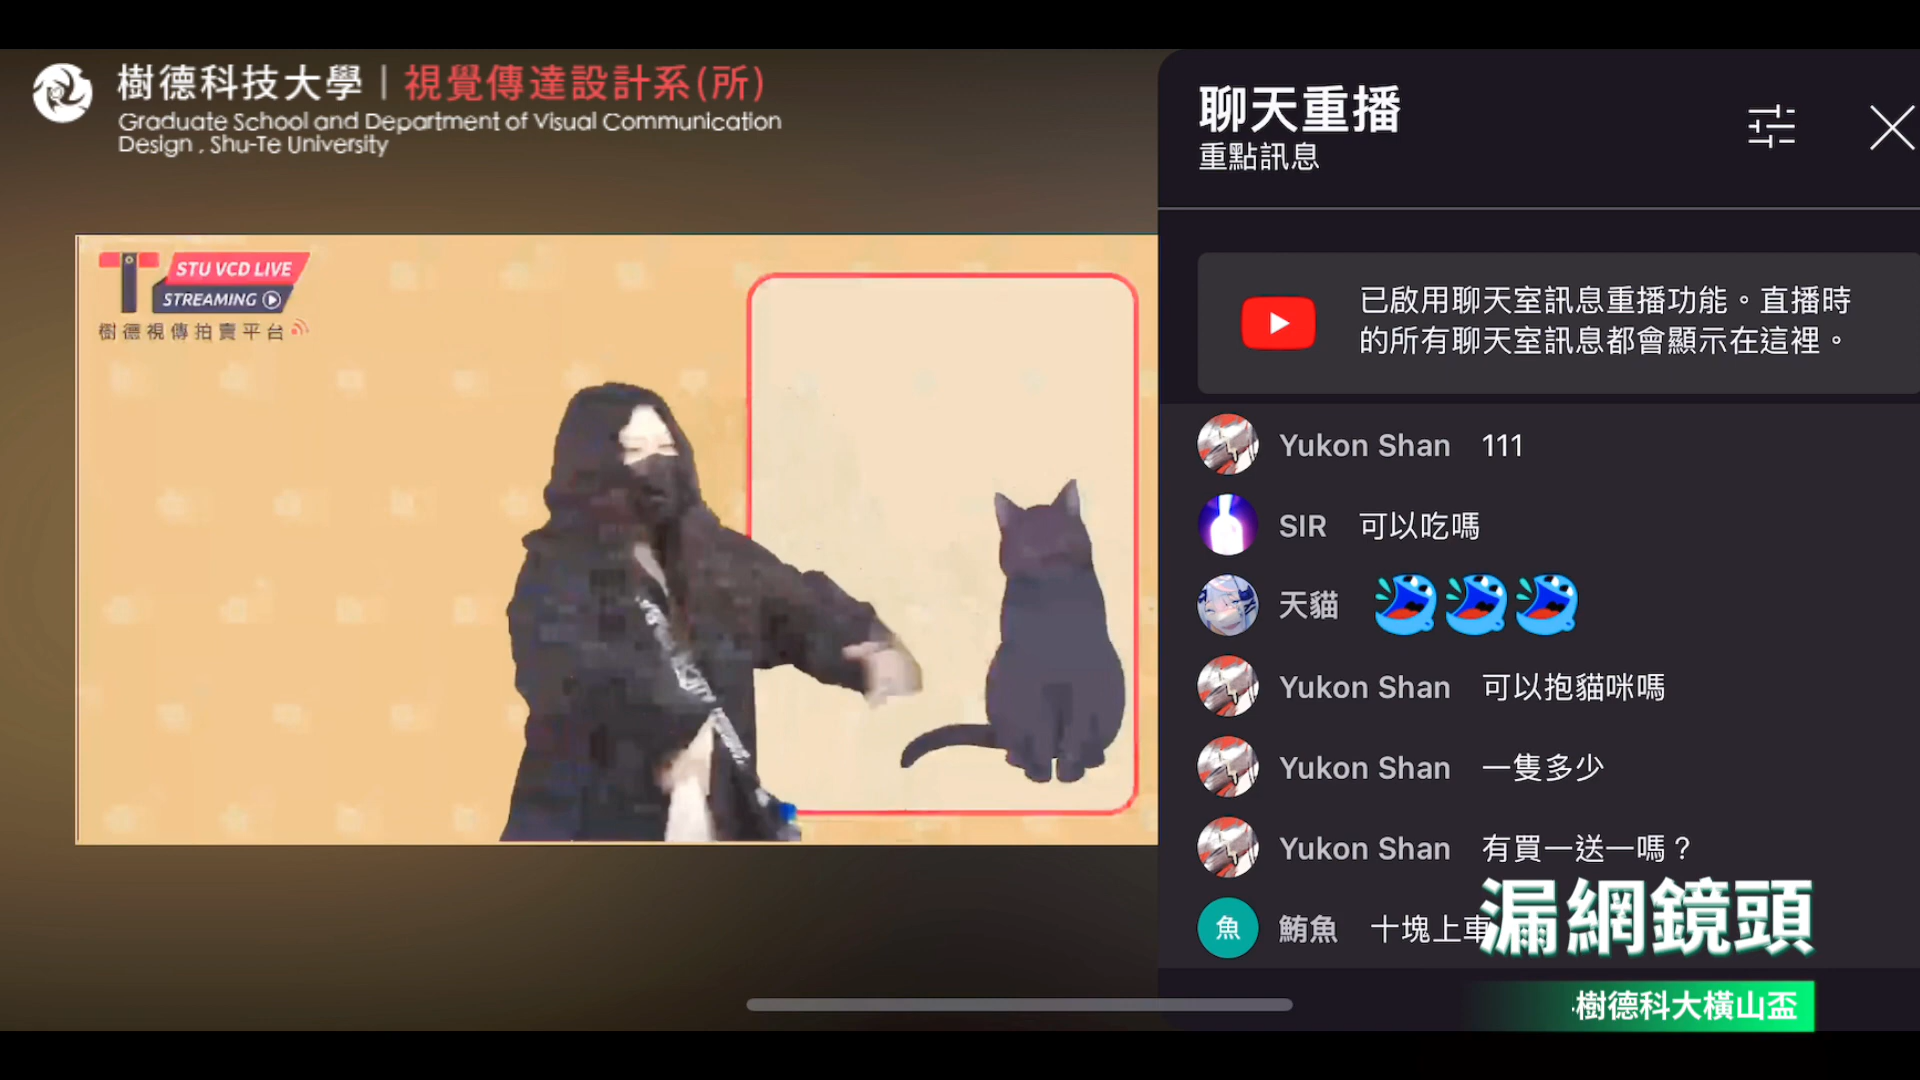 樹德科技大學|視覺傳達設計系(所)
Graduate School and Department of Visual Communication
Design . Shu-Te University
STU VCD LIVE
STREAMING
樹德視傳拍賣平台
聊天重播
重點訊息
已啟用聊天室訊息重播功能。直播時
的所有聊天室訊息都會顯示在這裡。
Yukon Shan 111
SIR 可以吃嗎
天貓
Yukon Shan 可以抱貓咪嗎
Yukon Shan 一隻多少
Yukon Shan 有買一送一嗎？
魚 鮪魚 十塊上車
漏網鏡頭
樹德科大橫山盃